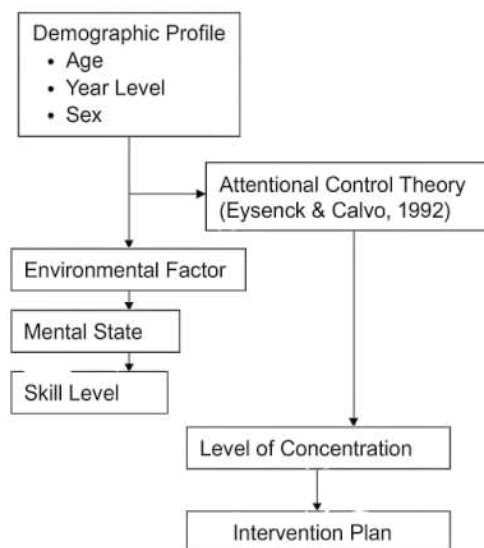 Demographic Profile
• Age
• Year Level
• Sex
Attentional Control Theory
(Eysenck & Calvo, 1992)
Environmental Factor
Mental State
Skill Level
Level of Concentration
Intervention Plan